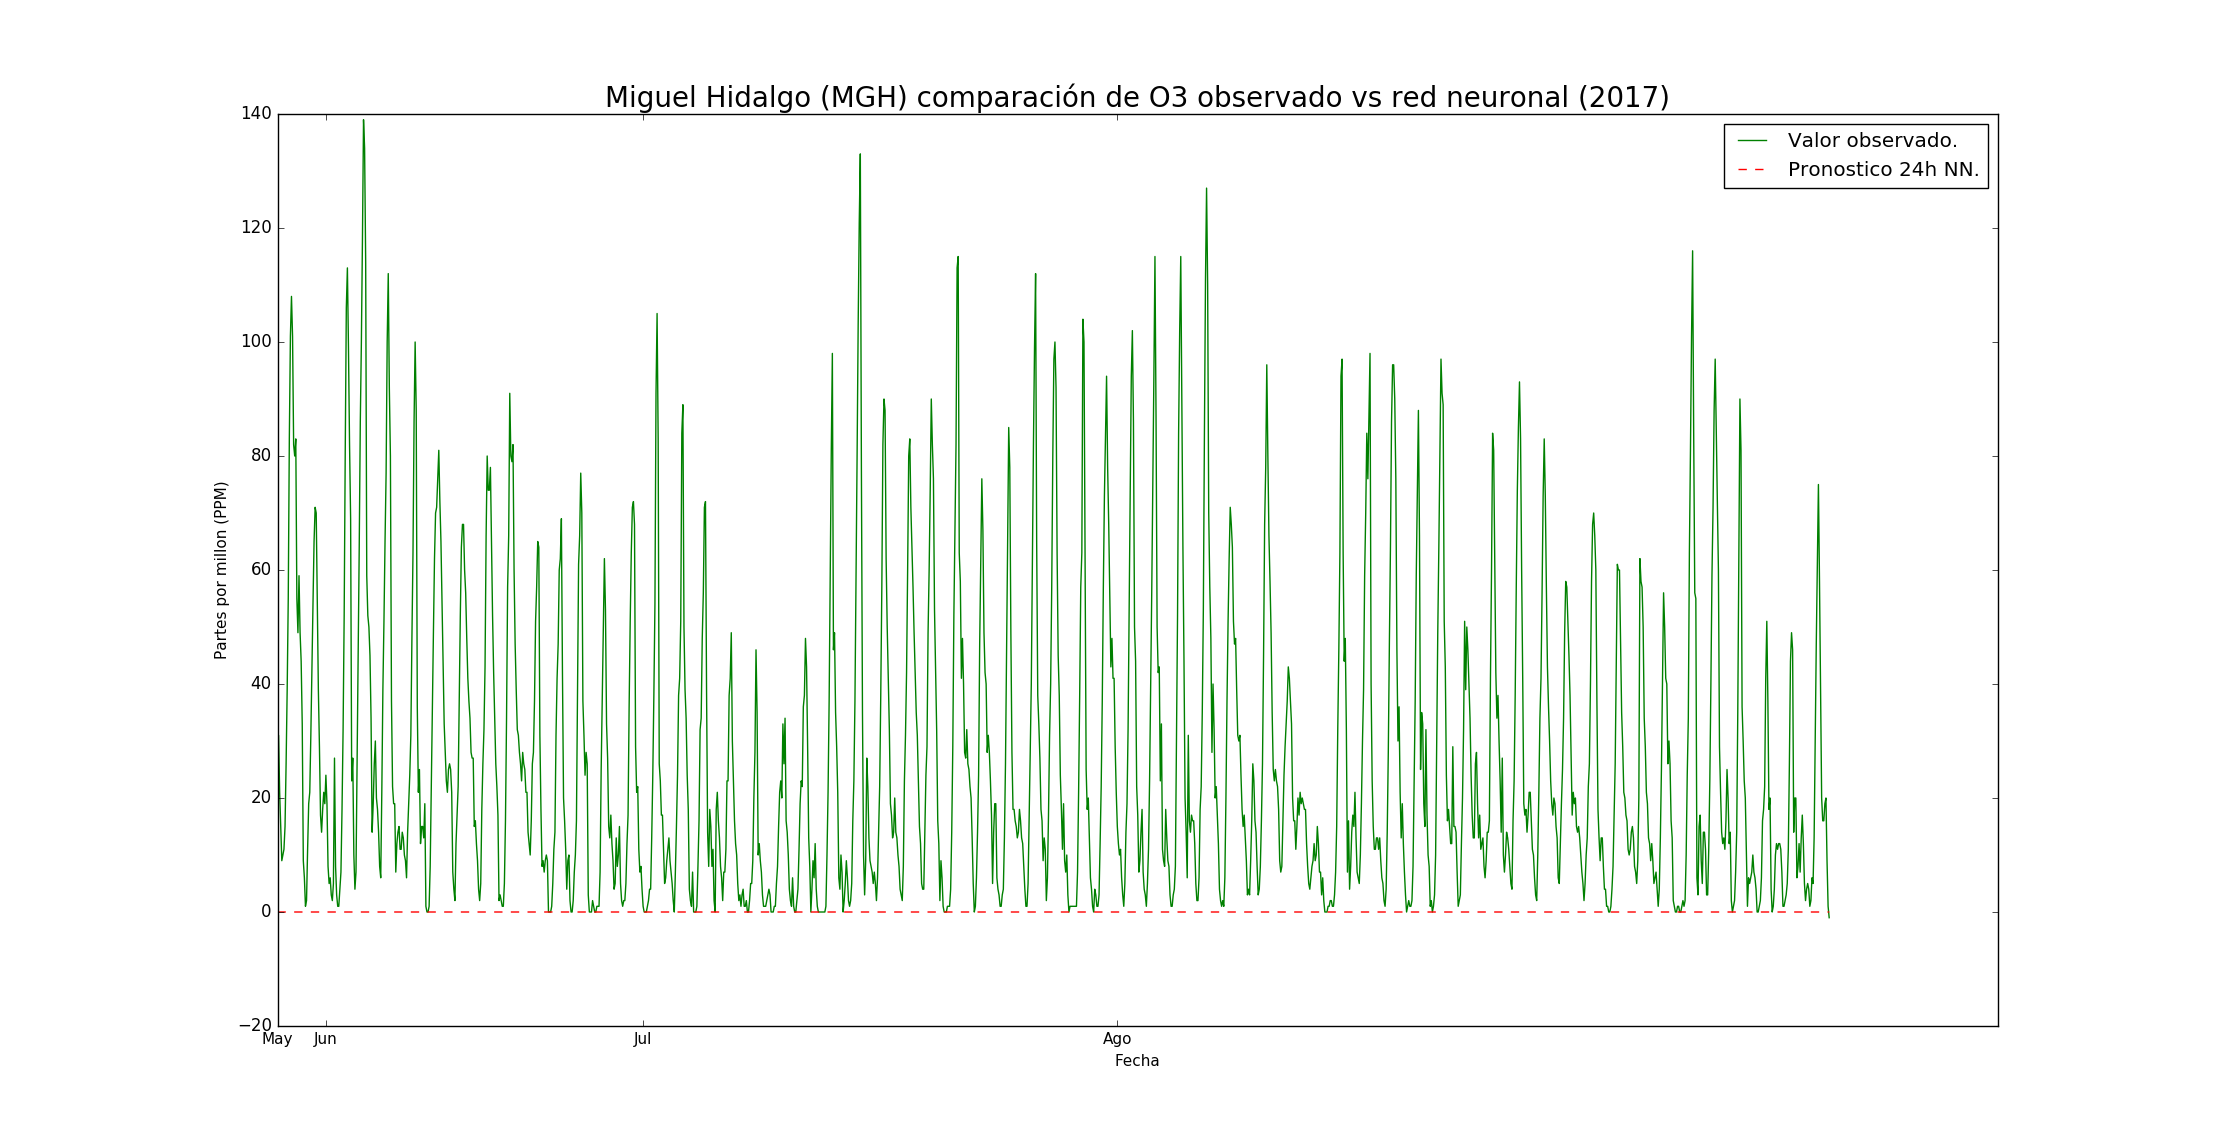 Miguel Hidalgo (MGH) comparación de O3 observado vs red neuronal (2017)
Valor observado.
Pronostico 24h NN.
Partes por millon (PPM)
140
120
100
80
60
40
20
0
−20
May Jun Jul Ago
Fecha